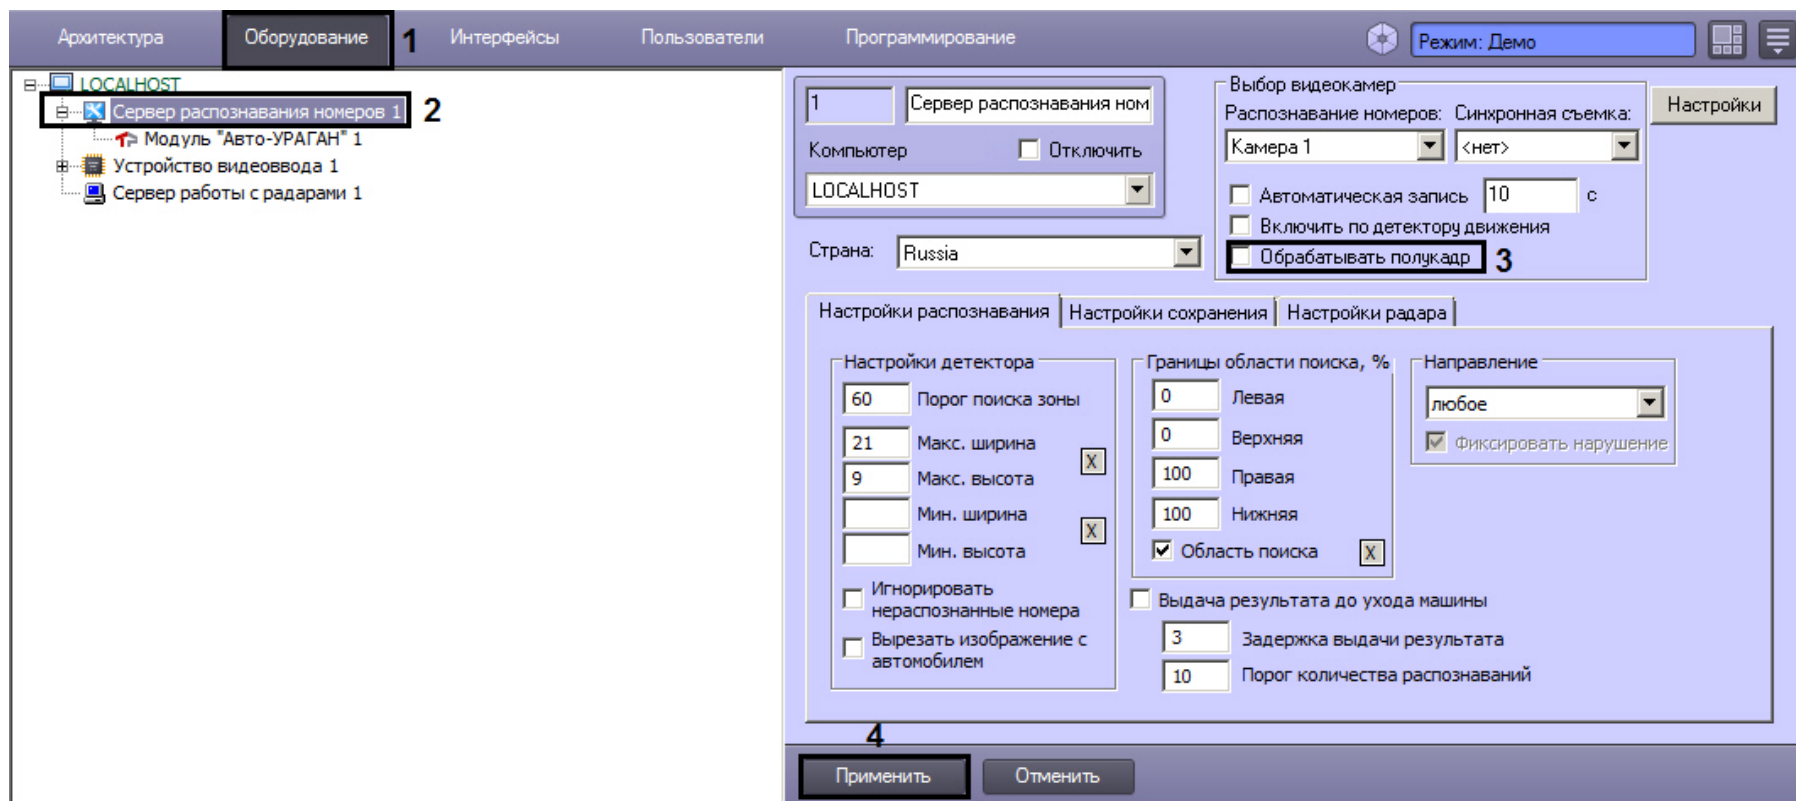 Архитектура Оборудование 1 Интерфейсы Пользователи Программирование Режим: Демо
LOCALHOST
Сервер распознавания номеров 1 2
Модуль "Авто-УРАГАН" 1
Устройство видеоввода 1
Сервер работы с радарами 1
1 Сервер распознавания ном
Компьютер Отключить
LOCALHOST
Страна: Russia
Выбор видеокамер
Распознавание номеров: Синхронная съемка:
Камера 1 <нет>
Автоматическая запись 10 с
Включить по детектору движения
Обрабатывать полукадр 3
Настройки
Настройки распознавания Настройки сохранения Настройки радара
Настройки детектора
60 Порог поиска зоны
21 Макс. ширина
9 Макс. высота
X
Мин. ширина
Мин. высота
X
Игнорировать
нераспознанные номера
Вырезать изображение с
автомобилем
Границы области поиска, %
0 Левая
0 Верхняя
100 Правая
100 Нижняя
Область поиска X
Направление
любое
Фиксировать нарушение
Выдача результата до ухода машины
3 Задержка выдачи результата
10 Порог количества распознаваний
4
Применить Отменить